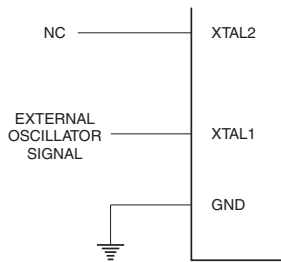 NC
XTAL2
EXTERNAL
OSCILLATOR
SIGNAL
XTAL1
GND